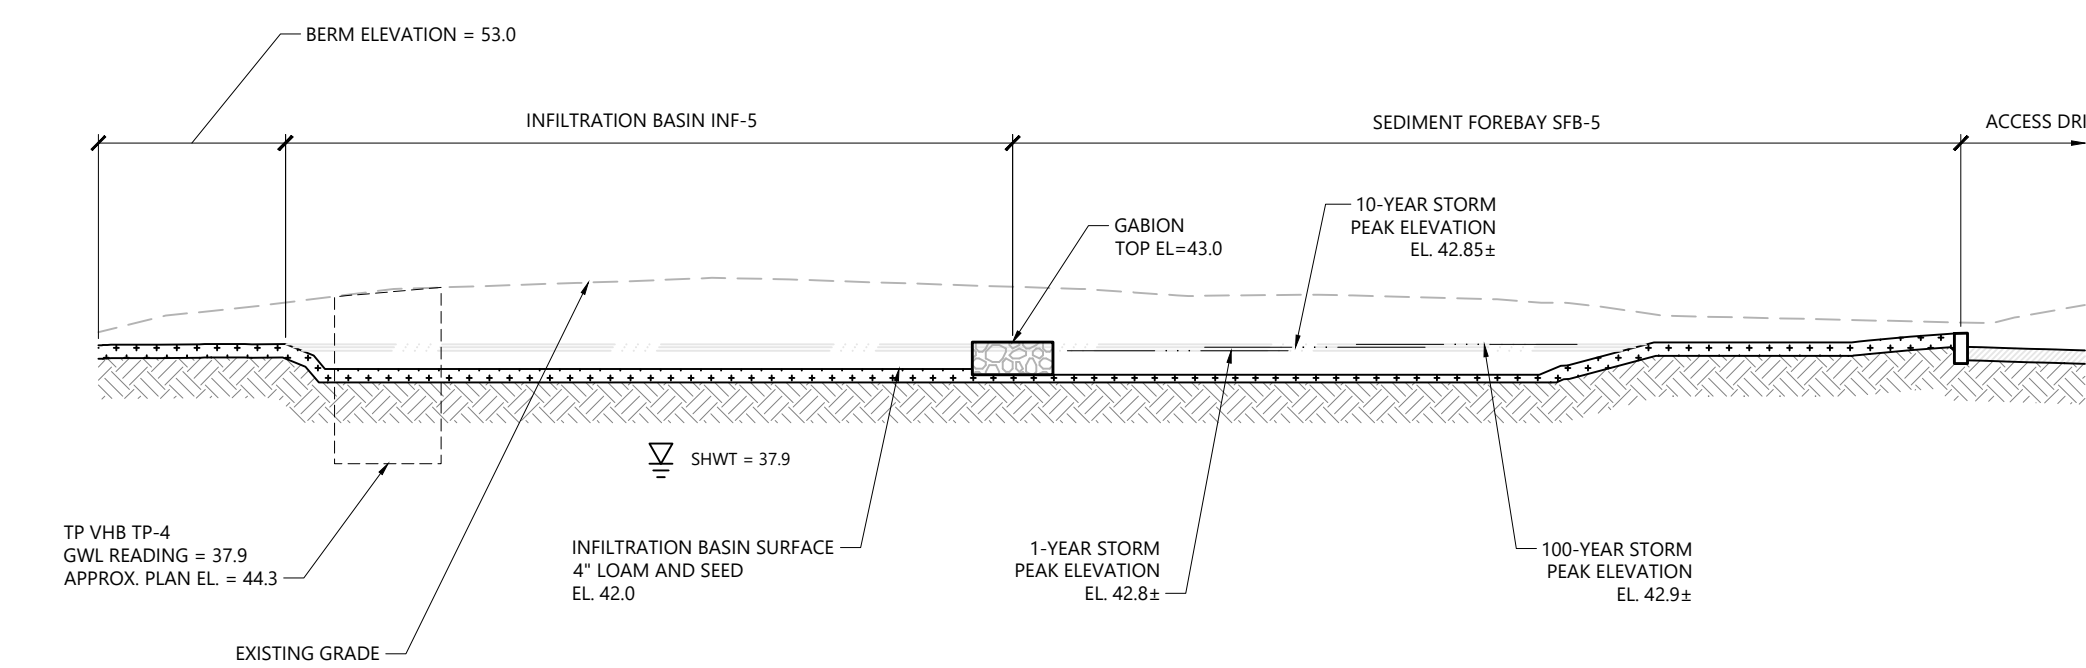 BERM ELEVATION = 53.0
INFILTRATION BASIN INF-5
SEDIMENT FOREBAY SFB-5
ACCESS DRI
10-YEAR STORM
PEAK ELEVATION
EL. 42.85±
GABION
TOP EL=43.0
SHWT = 37.9
TP VHB TP-4
GWL READING = 37.9
APPROX. PLAN EL. = 44.3
INFILTRATION BASIN SURFACE
4" LOAM AND SEED
EL. 42.0
1-YEAR STORM
PEAK ELEVATION
EL. 42.8±
100-YEAR STORM
PEAK ELEVATION
EL. 42.9±
EXISTING GRADE